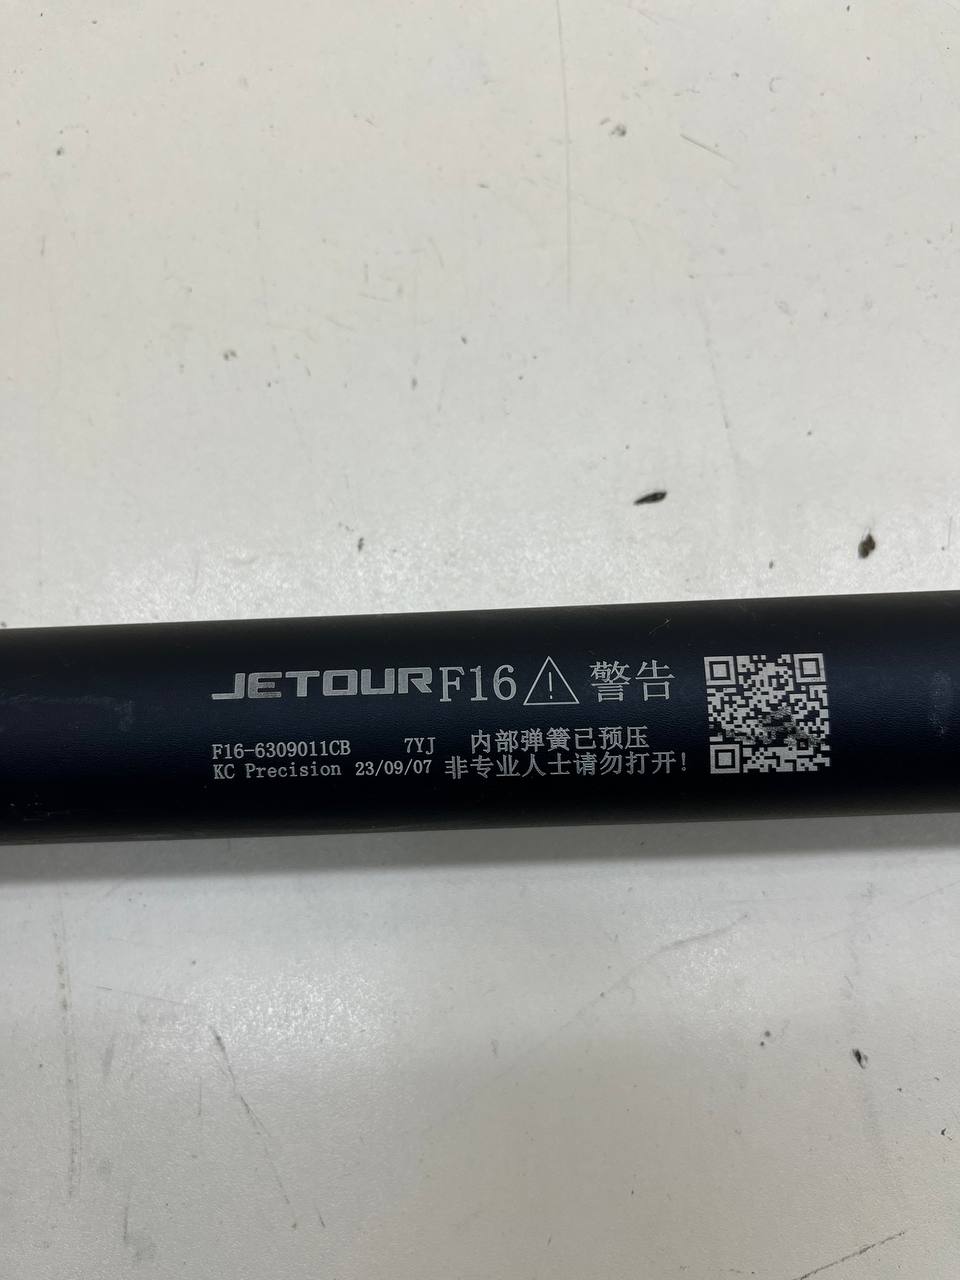 JETOUR F16 警告
F16-6309011CB 7YJ 内部弹簧已预压
KC Precision 23/09/07 非专业人士请勿打开!